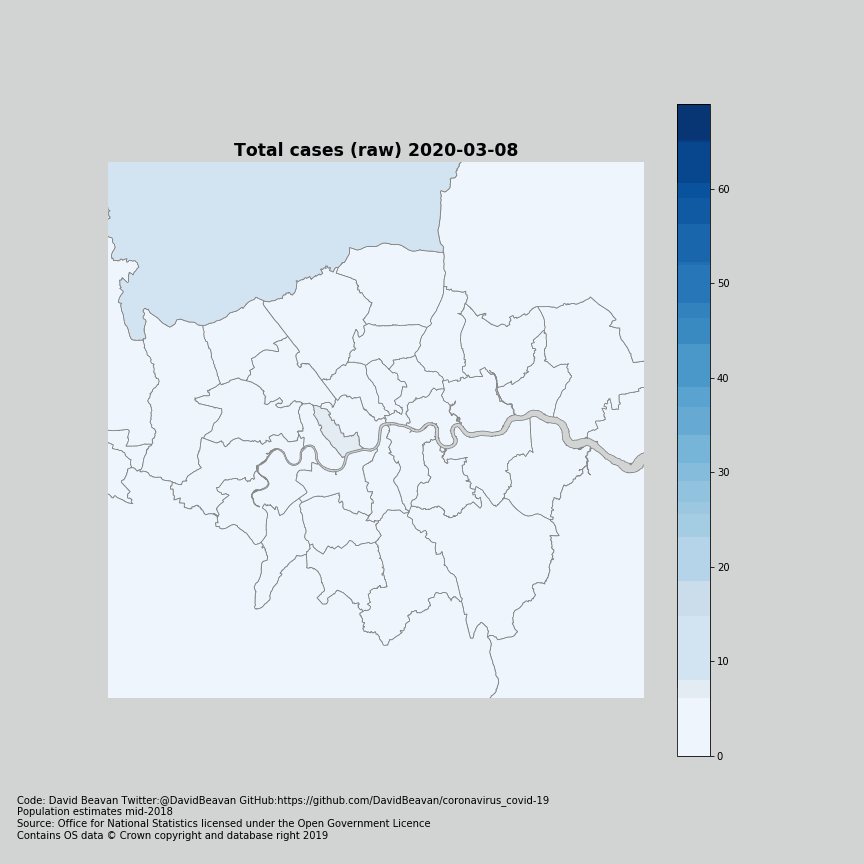 Total cases (raw) 2020-03-08
60
50
40
30
20
10
0
Code: David Beavan Twitter:@DavidBeavan GitHub:https://github.com/DavidBeavan/coronavirus_covid-19
Population estimates mid-2018
Source: Office for National Statistics licensed under the Open Government Licence
Contains OS data © Crown copyright and database right 2019